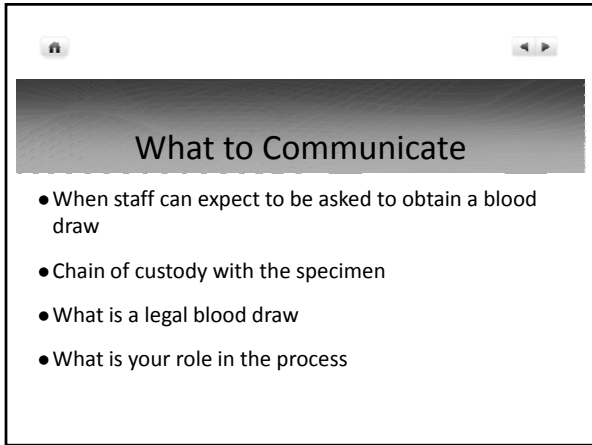 What to Communicate
●When staff can expect to be asked to obtain a blood
draw
●Chain of custody with the specimen
●What is a legal blood draw
●What is your role in the process